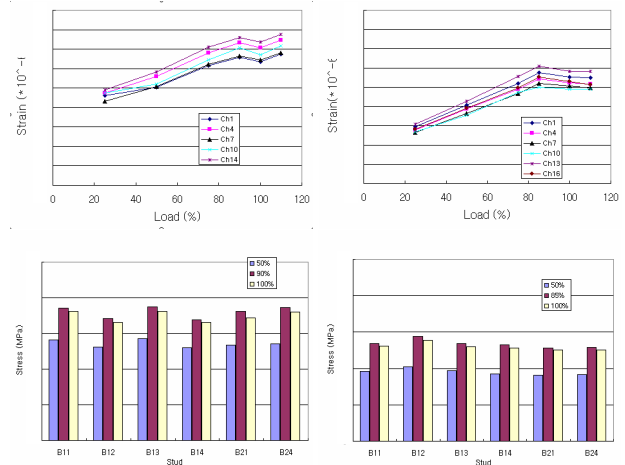 Strain (*10^-6
Ch1
Ch4
Ch7
Ch10
Ch14
0 20 40 60 80 100 120
Load (%)
Strain(*10^-6
Ch1
Ch4
Ch7
Ch10
Ch13
Ch16
0 20 40 60 80 100 120
Load (%)
Stress (MPa)
50%
90%
100%
B11 B12 B13 B14 B21 B24
Stud
Stress (MPa)
50%
85%
100%
B11 B12 B13 B14 B21 B24
Stud